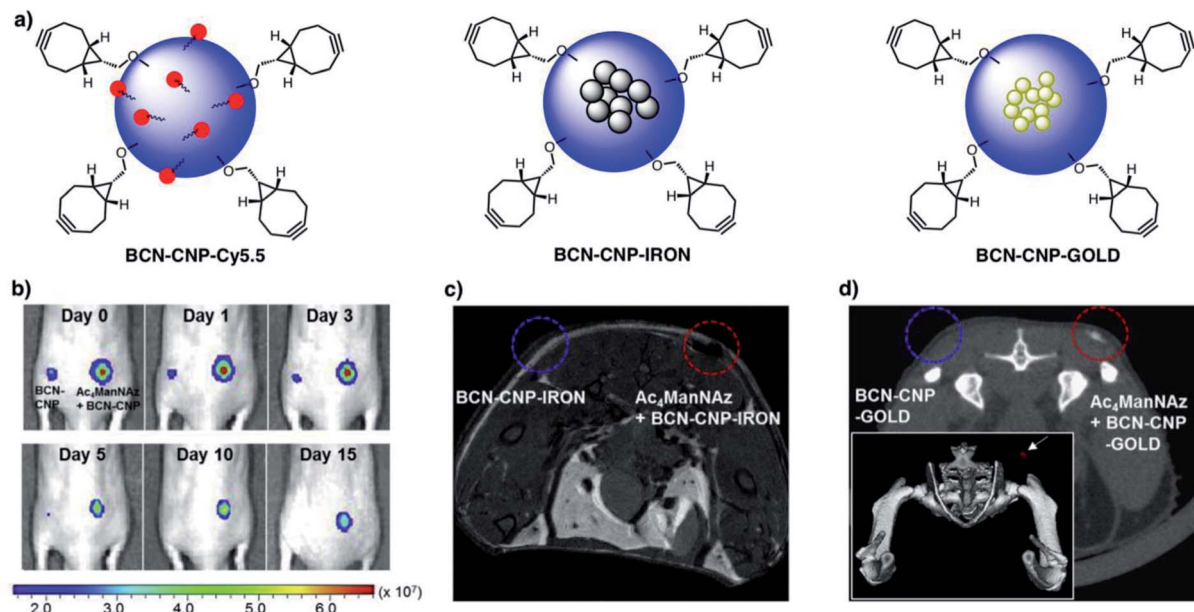 a)
H
H
O
O
H
H
O
O
H
H
H
H
BCN-CNP-Cy5.5
H
H
O
H
H
O
O
O
H
H
H
H
BCN-CNP-IRON
H
H
O
H
H
O
O
O
H
H
H
H
BCN-CNP-GOLD
b)
Day 0
Day 1
Day 3
BCN-
CNP
Ac4ManNAz
+ BCN-CNP
Day 5
Day 10
Day 15
2.0 3.0 4.0 5.0 6.0 (x 10⁷)
c)
BCN-CNP-IRON
Ac₄ManNAz
+ BCN-CNP-IRON
d)
BCN-CNP
-GOLD
Ac₄ManNAz
+ BCN-CNP
-GOLD